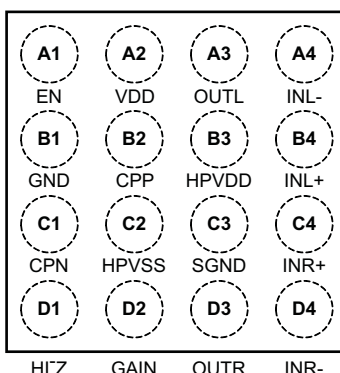 A1 A2 A3 A4
EN VDD OUTL INL-
B1 B2 B3 B4
GND CPP HPVDD INL+
C1 C2 C3 C4
CPN HPVSS SGND INR+
D1 D2 D3 D4
HI-Z GAIN OUTR INR-